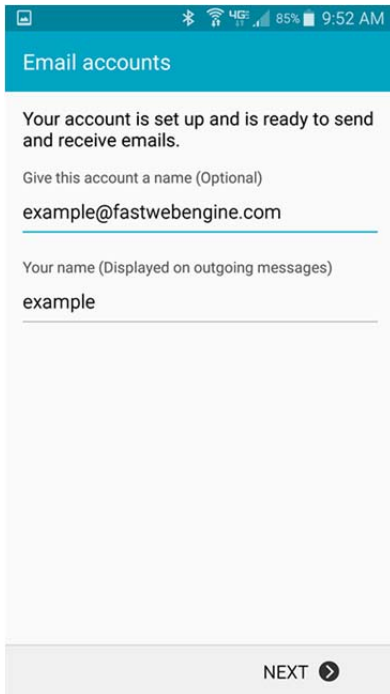 4G 85% 9:52 AM
Email accounts
Your account is set up and is ready to send
and receive emails.
Give this account a name (Optional)
example@fastwebengine.com
Your name (Displayed on outgoing messages)
example
NEXT